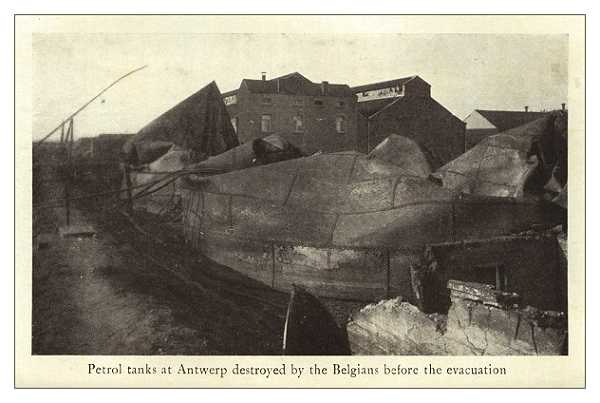 Petrol tanks at Antwerp destroyed by the Belgians before the evacuation